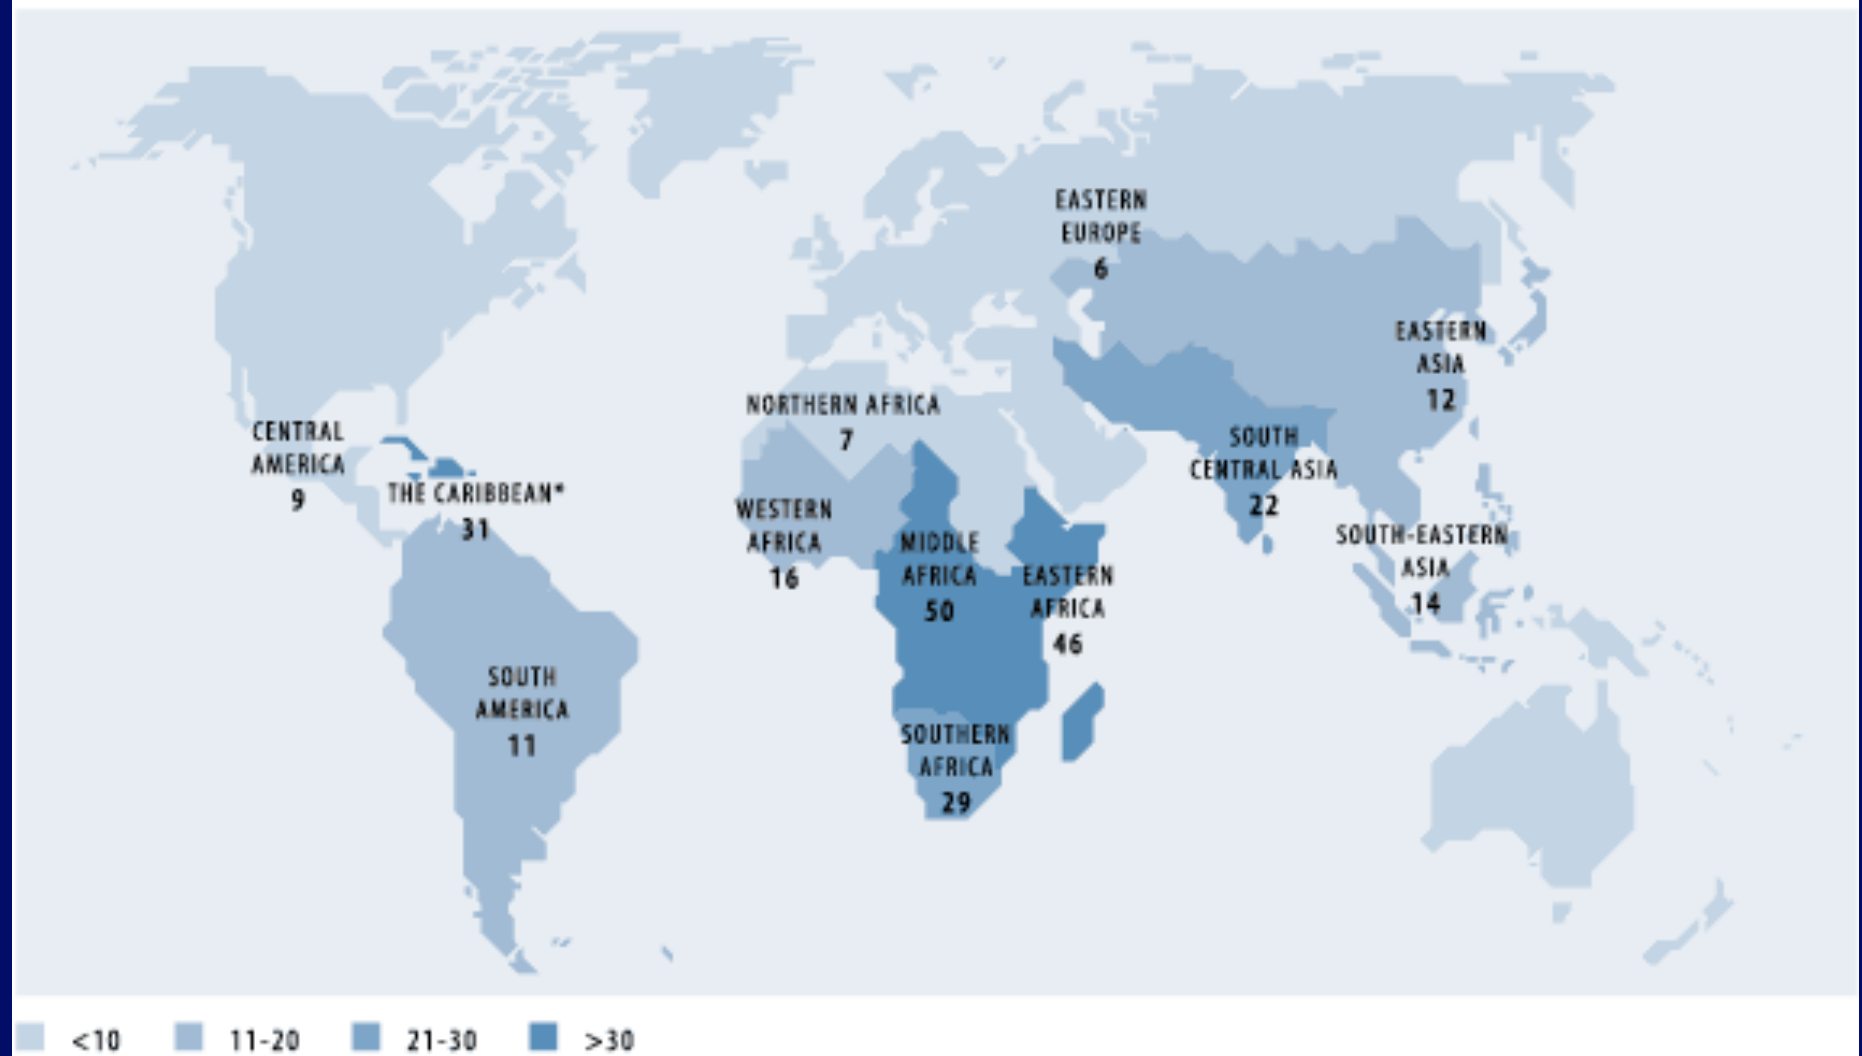 EASTERN
EUROPE
6
EASTERN
ASIA
12
NORTHERN AFRICA
7
CENTRAL
AMERICA
9
THE CARIBBEAN*
31
SOUTH
CENTRAL ASIA
22
WESTERN
AFRICA
16
MIDDLE
AFRICA
50
EASTERN
AFRICA
46
SOUTH-EASTERN
ASIA
14
SOUTH
AMERICA
11
SOUTHERN
AFRICA
29
<10 11-20 21-30 >30